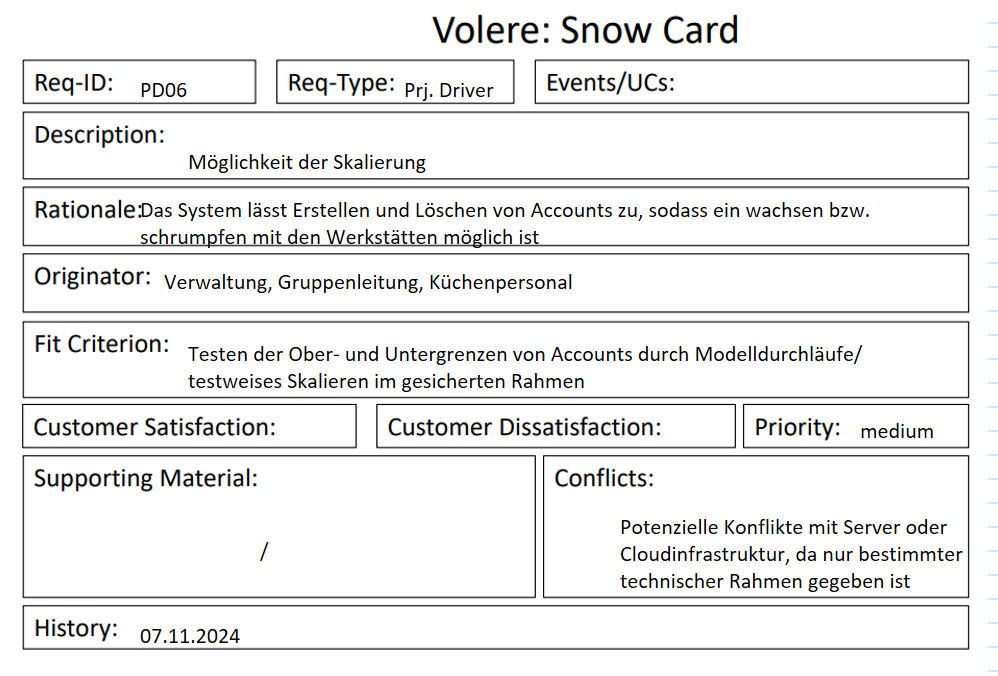 Volere: Snow Card
Req-ID: PD06
Req-Type: Prj. Driver
Events/UCs:
Description:
Möglichkeit der Skalierung
Rationale: Das System lässt Erstellen und Löschen von Accounts zu, sodass ein wachsen bzw.
schrumpfen mit den Werkstätten möglich ist
Originator: Verwaltung, Gruppenleitung, Küchenpersonal
Fit Criterion: Testen der Ober- und Untergrenzen von Accounts durch Modelldurchläufe/
testweises Skalieren im gesicherten Rahmen
Customer Satisfaction:
Customer Dissatisfaction:
Priority: medium
Supporting Material:
/
Conflicts:
Potenzielle Konflikte mit Server oder
Cloudinfrastruktur, da nur bestimmter
technischer Rahmen gegeben ist
History: 07.11.2024